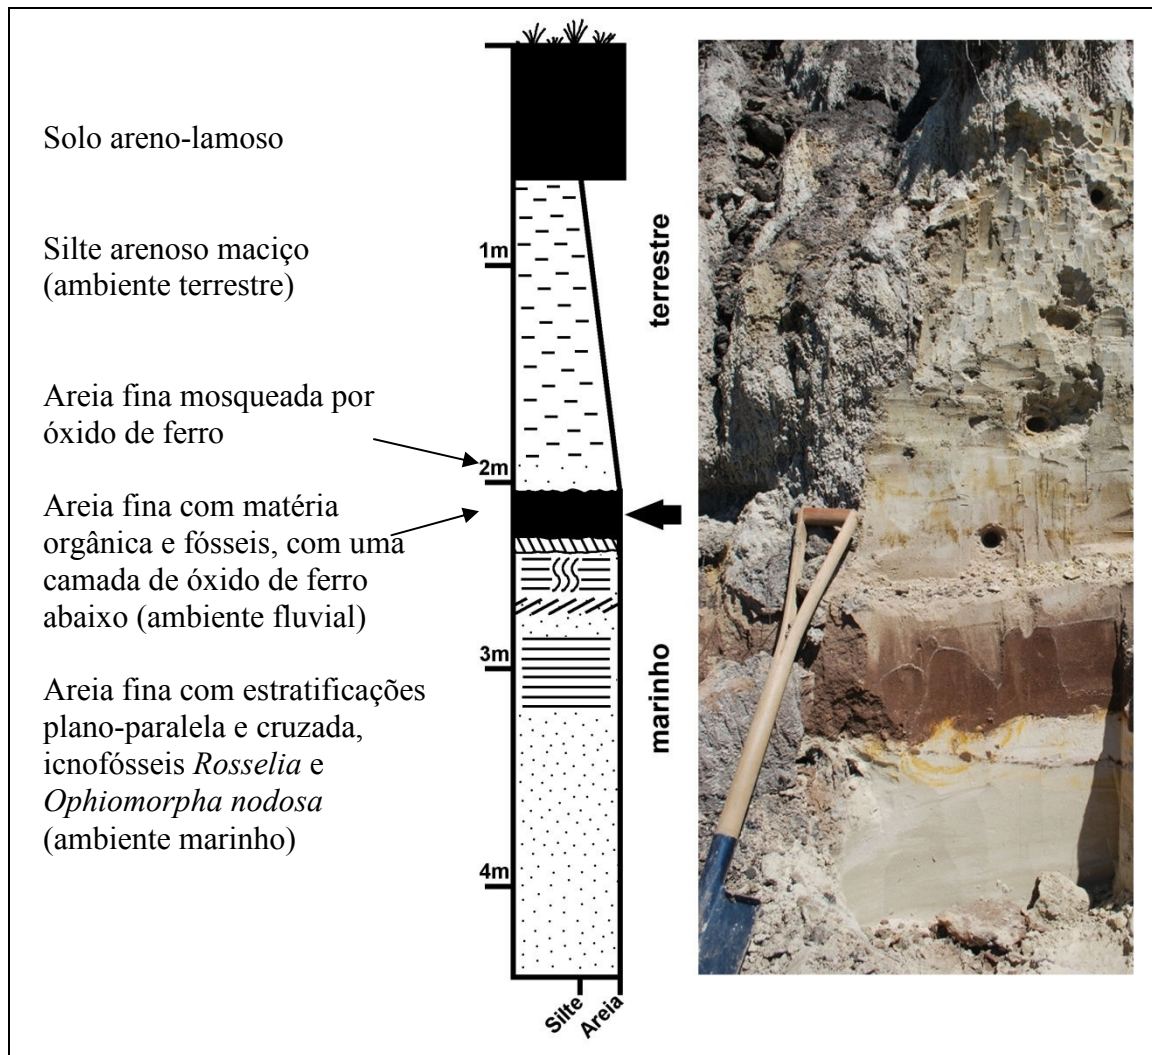 Solo areno-lamoso
Silte arenoso maciço
(ambiente terrestre)
Areia fina mosqueada por
óxido de ferro
Areia fina com matéria
orgânica e fósseis, com uma
camada de óxido de ferro
abaixo (ambiente fluvial)
Areia fina com estratificações
plano-paralela e cruzada,
icnofósseis Rosselia e
Ophiomorpha nodosa
(ambiente marinho)
1m
2m
3m
4m
Silte
Areia
terrestre
marinho